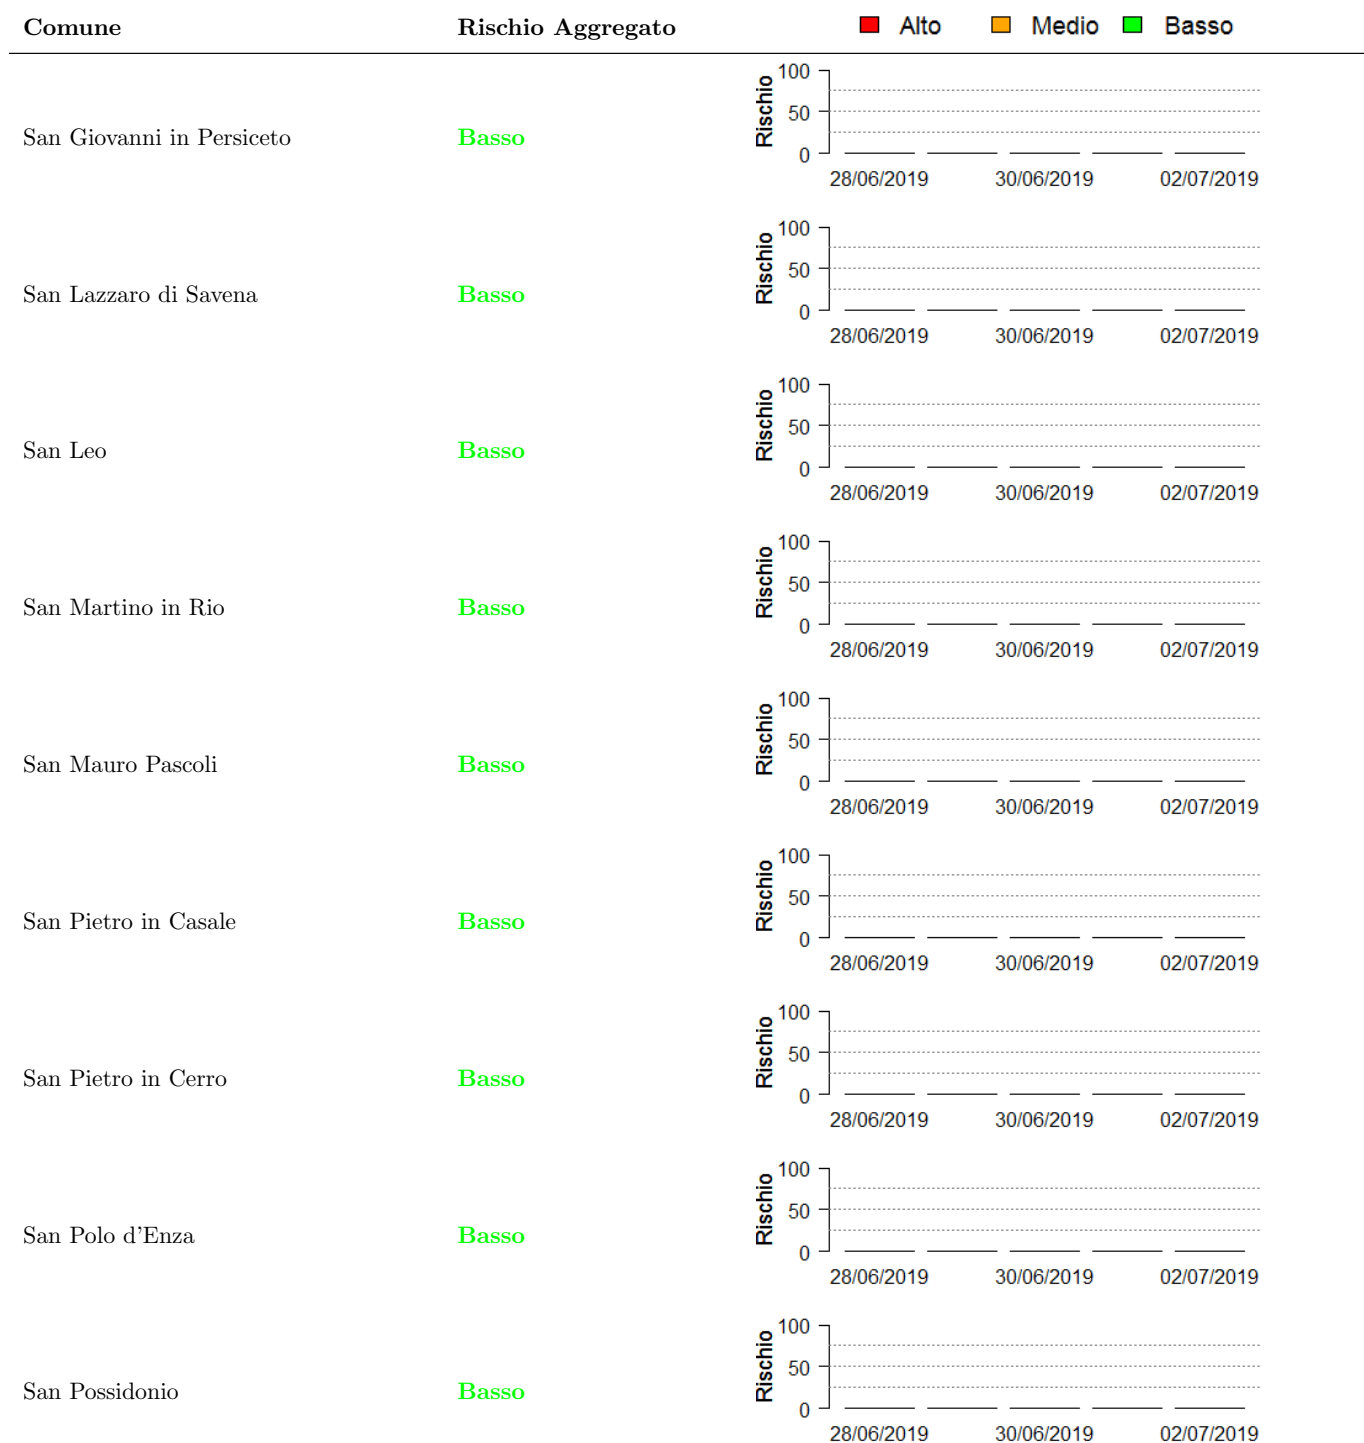 Comune Rischio Aggregato Alto Medio Basso
100
Rischio
50
San Giovanni in Persiceto Basso
0
28/06/2019 30/06/2019 02/07/2019
100
Rischio
50
San Lazzaro di Savena Basso
0
28/06/2019 30/06/2019 02/07/2019
100
Rischio
50
San Leo Basso
0
28/06/2019 30/06/2019 02/07/2019
100
Rischio
50
San Martino in Rio Basso
0
28/06/2019 30/06/2019 02/07/2019
100
Rischio
50
San Mauro Pascoli Basso
0
28/06/2019 30/06/2019 02/07/2019
100
Rischio
50
San Pietro in Casale Basso
0
28/06/2019 30/06/2019 02/07/2019
100
Rischio
50
San Pietro in Cerro Basso
0
28/06/2019 30/06/2019 02/07/2019
100
Rischio
50
San Polo d'Enza Basso
0
28/06/2019 30/06/2019 02/07/2019
100
Rischio
50
San Possidonio Basso
0
28/06/2019 30/06/2019 02/07/2019